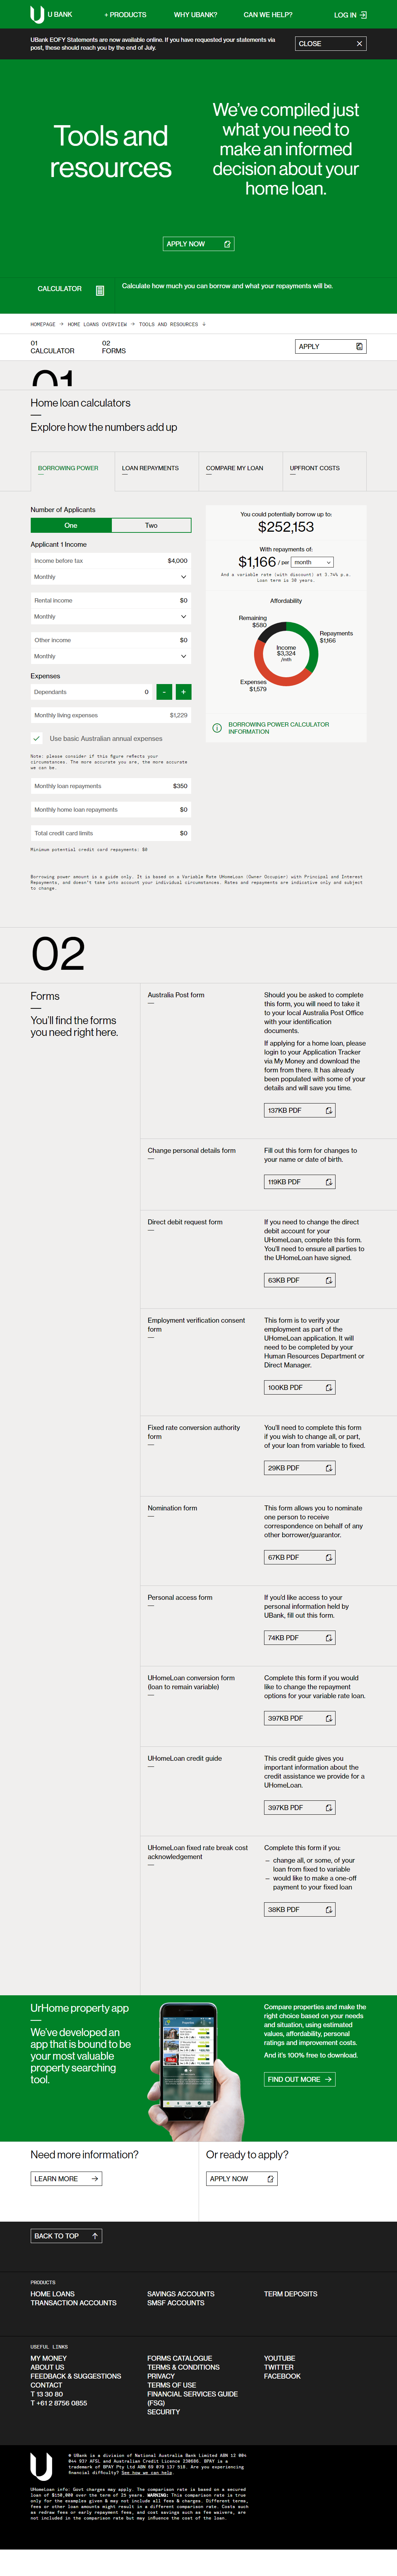 U BANK
+ PRODUCTS
WHY UBANK?
CAN WE HELP?
LOG IN
UBank EOFY Statements are now available online. If you have requested your statements via
post, these should reach you by the end of July.
CLOSE
Tools and
resources
We've compiled just
what you need to
make an informed
decision about your
home loan.
APPLY NOW
CALCULATOR
Calculate how much you can borrow and what your repayments will be.
HOMEPAGE → HOME LOANS OVERVIEW → TOOLS AND RESOURCES ↓
01
CALCULATOR
02
FORMS
APPLY
01
Home loan calculators
Explore how the numbers add up
BORROWING POWER
LOAN REPAYMENTS
COMPARE MY LOAN
UPFRONT COSTS
Number of Applicants
One
Two
Applicant 1 Income
Income before tax $4,000
Monthly
Rental income $0
Monthly
Other income $0
Monthly
Expenses
Dependants 0 - +
Monthly living expenses $1,229
Use basic Australian annual expenses
Note: please consider if this figure reflects your
circumstances. The more accurate you are, the more accurate
we can be.
Monthly loan repayments $350
Monthly home loan repayments $0
Total credit card limits $0
Minimum potential credit card repayments: $0
You could potentially borrow up to:
$252,153
With repayments of:
$1,166 / per month
And a variable rate (with discount) at 3.74% p.a.
Loan term is 30 years.
Affordability
Remaining
$580
Repayments
$1,166
Income
$3,324
/mth
Expenses
$1,579
BORROWING POWER CALCULATOR
INFORMATION
Borrowing power amount is a guide only. It is based on a Variable Rate UHomeLoan (Owner Occupier) with Principal and Interest
Repayments, and doesn't take into account your individual circumstances. Rates and repayments are indicative only and subject
to change.
02
Forms
You'll find the forms
you need right here.
Australia Post form
Should you be asked to complete
this form, you will need to take it
to your local Australia Post Office
with your identification
documents.
If applying for a home loan, please
login to your Application Tracker
via My Money and download the
form from there. It has already
been populated with some of your
details and will save you time.
137KB PDF
Change personal details form
Fill out this form for changes to
your name or date of birth.
119KB PDF
Direct debit request form
If you need to change the direct
debit account for your
UHomeLoan, complete this form.
You'll need to ensure all parties to
the UHomeLoan have signed.
63KB PDF
Employment verification consent
form
This form is to verify your
employment as part of the
UHomeLoan application. It will
need to be completed by your
Human Resources Department or
Direct Manager.
100KB PDF
Fixed rate conversion authority
form
You'll need to complete this form
if you wish to change all, or part,
of your loan from variable to fixed.
29KB PDF
Nomination form
This form allows you to nominate
one person to receive
correspondence on behalf of any
other borrower/guarantor.
67KB PDF
Personal access form
If you'd like access to your
personal information held by
UBank, fill out this form.
74KB PDF
UHomeLoan conversion form
(loan to remain variable)
Complete this form if you would
like to change the repayment
options for your variable rate loan.
397KB PDF
UHomeLoan credit guide
This credit guide gives you
important information about the
credit assistance we provide for a
UHomeLoan.
397KB PDF
UHomeLoan fixed rate break cost
acknowledgement
Complete this form if you:
— change all, or some, of your
loan from fixed to variable
— would like to make a one-off
payment to your fixed loan
38KB PDF
UrHome property app
We've developed an
app that is bound to be
your most valuable
property searching
tool.
Compare properties and make the
right choice based on your needs
and situation, using estimated
values, affordability, personal
ratings and improvement costs.
And it's 100% free to download.
FIND OUT MORE →
Need more information?
LEARN MORE →
Or ready to apply?
APPLY NOW
BACK TO TOP ↑
PRODUCTS
HOME LOANS
TRANSACTION ACCOUNTS
SAVINGS ACCOUNTS
SMSF ACCOUNTS
TERM DEPOSITS
USEFUL LINKS
MY MONEY
ABOUT US
FEEDBACK & SUGGESTIONS
CONTACT
T 13 30 80
T +61 2 8756 0855
FORMS CATALOGUE
TERMS & CONDITIONS
PRIVACY
TERMS OF USE
FINANCIAL SERVICES GUIDE
(FSG)
SECURITY
YOUTUBE
TWITTER
FACEBOOK
© UBank is a division of National Australia Bank Limited ABN 12 004
044 937 AFSL and Australian Credit Licence 230686. BPAY is a
trademark of BPAY Pty Ltd ABN 69 079 137 518. Are you experiencing
financial difficulty? See how we can help.
UHomeLoan info: Govt charges may apply. The comparison rate is based on a secured
loan of $150,000 over the term of 25 years. WARNING: This comparison rate is true
only for the examples given & may not include all fees & charges. Different terms,
fees or other loan amounts might result in a different comparison rate. Costs such
as redraw fees or early repayment fees, and cost savings such as fee waivers, are
not included in the comparison rate but may influence the cost of the loan.